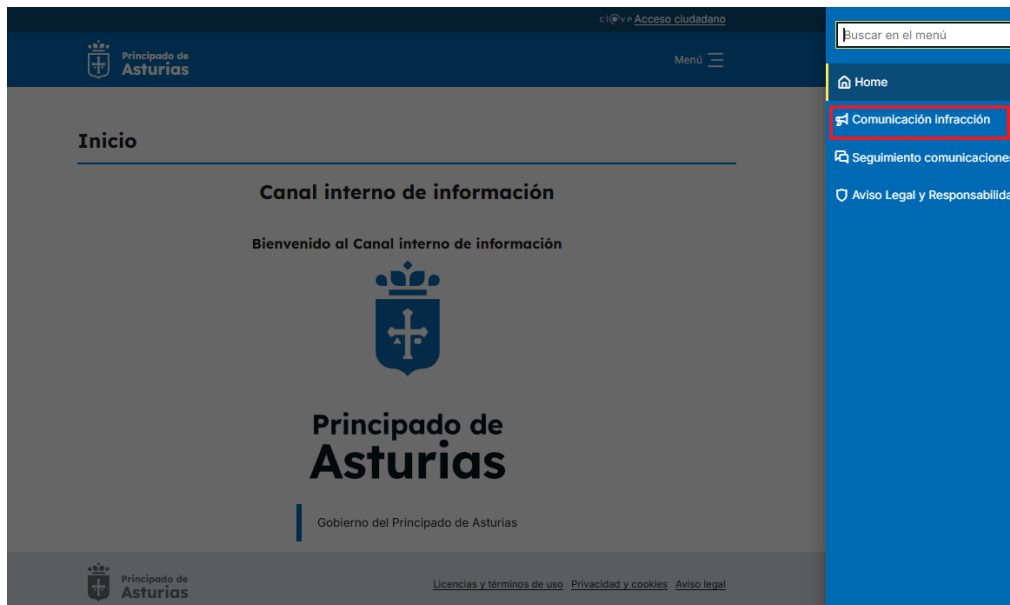 cl@ve Acceso ciudadano
Principado de
Asturias
Menú
Inicio
Canal interno de información
Bienvenido al Canal interno de información
Principado de
Asturias
Gobierno del Principado de Asturias
Principado de
Asturias
Licencias y términos de uso Privacidad y cookies Aviso legal
Buscar en el menú
Home
Comunicación infracción
Seguimiento comunicaciones
Aviso Legal y Responsabilida